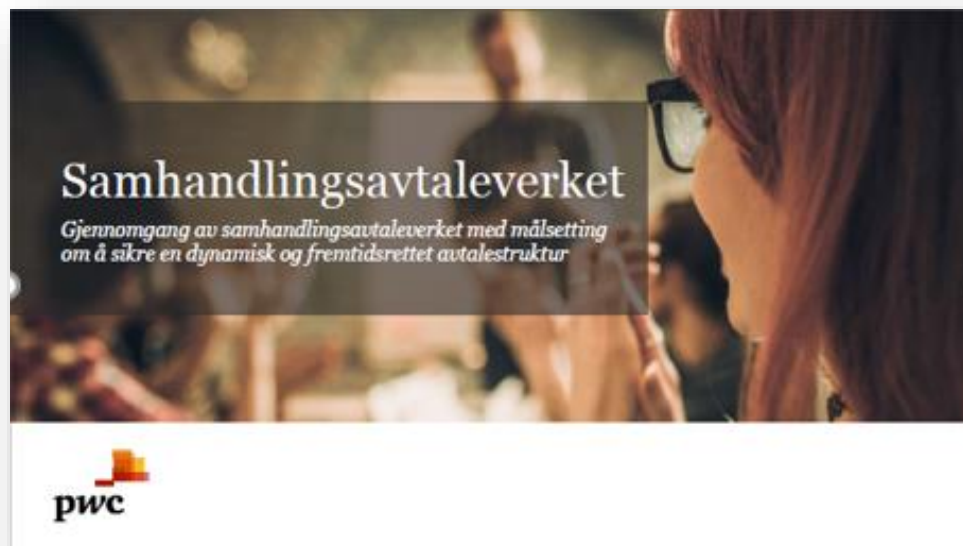 Samhandlingsavtaleverket
Gjennomgang av samhandlingsavtaleverket med målsetting
om å sikre en dynamisk og fremtidsrettet avtalestruktur
pwc